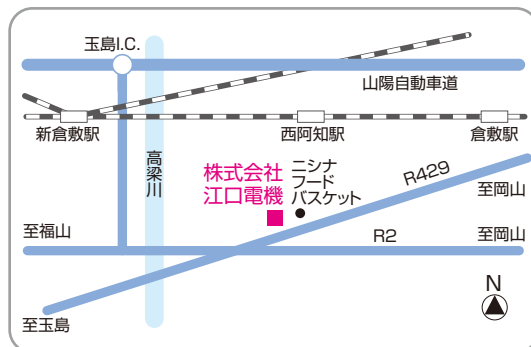 玉島I.C.
山陽自動車道
新倉敷駅
西阿知駅
倉敷駅
高梁川
株式会社
江口電機
ニシナ
フード
バスケット
R429
至岡山
至福山
R2
至岡山
至玉島
N